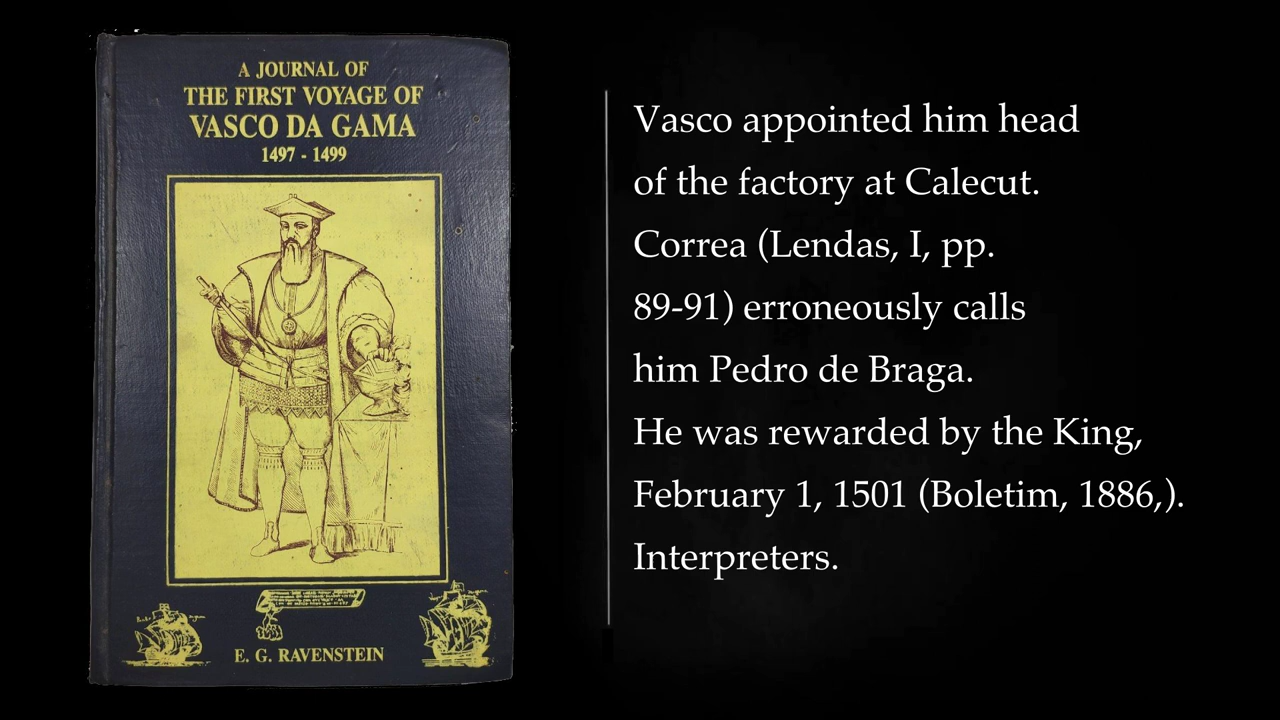 A JOURNAL OF
THE FIRST VOYAGE OF
VASCO DA GAMA
1497 - 1499
E. G. RAVENSTEIN
Vasco appointed him head
of the factory at Calecut.
Correa (Lendas, I, pp.
89-91) erroneously calls
him Pedro de Braga.
He was rewarded by the King,
February 1, 1501 (Boletim, 1886,).
Interpreters.